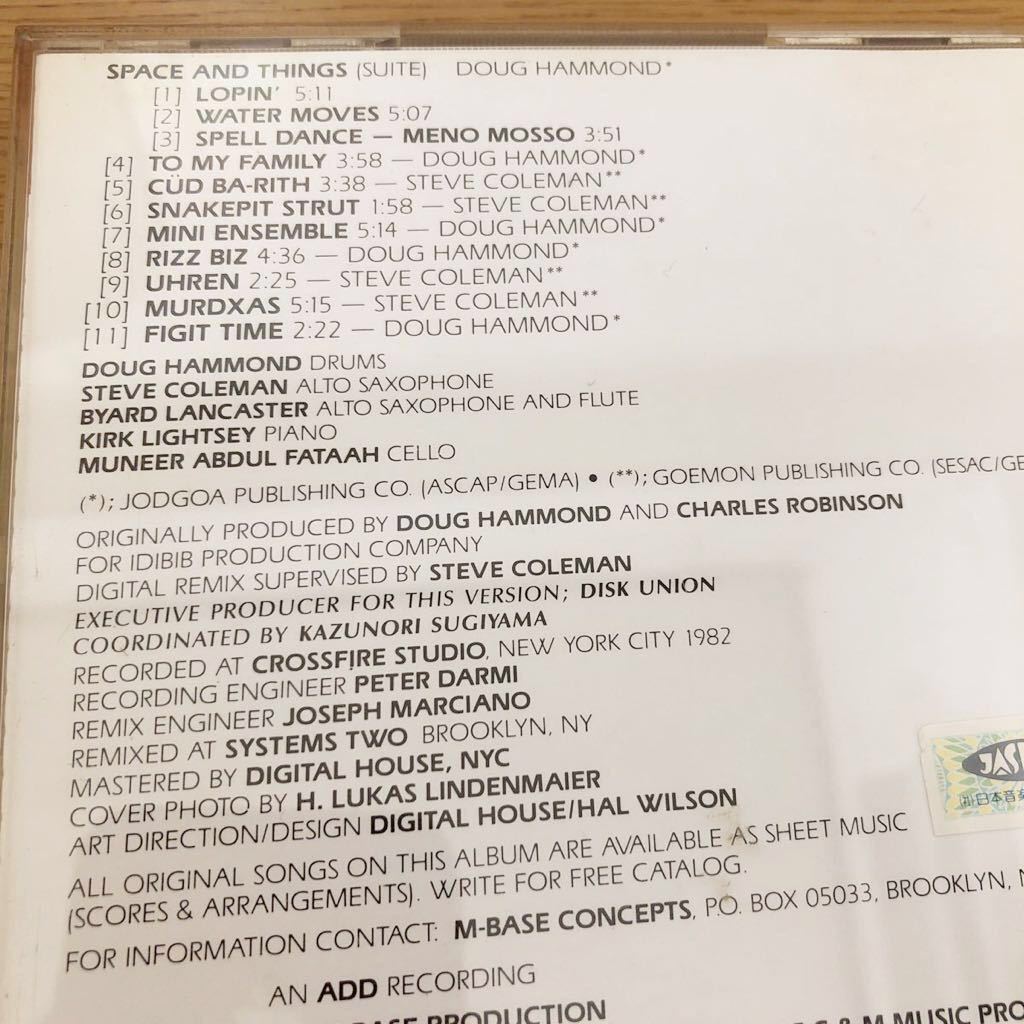 SPACE AND THINGS (SUITE) DOUG HAMMOND*
[1] LOPIN' 5:11
[2] WATER MOVES 5:07
[3] SPELL DANCE — MENO MOSSO 3:51
[4] TO MY FAMILY 3:58 — DOUG HAMMOND*
[5] CÜD BA-RITH 3:38 — STEVE COLEMAN**
[6] SNAKEPIT STRUT 1:58 — STEVE COLEMAN**
[7] MINI ENSEMBLE 5:14 — DOUG HAMMOND*
[8] RIZZ BIZ 4:36 — DOUG HAMMOND*
[9] UHREN 2:25 — STEVE COLEMAN**
[10] MURDXAS 5:15 — STEVE COLEMAN**
[11] FIGIT TIME 2:22 — DOUG HAMMOND*
DOUG HAMMOND DRUMS
STEVE COLEMAN ALTO SAXOPHONE
BYARD LANCASTER ALTO SAXOPHONE AND FLUTE
KIRK LIGHTSEY PIANO
MUNEER ABDUL FATAAH CELLO
(*); JODGOA PUBLISHING CO. (ASCAP/GEMA) • (**); GOEMON PUBLISHING CO. (SESAC/GE
ORIGINALLY PRODUCED BY DOUG HAMMOND AND CHARLES ROBINSON
FOR IDIBIB PRODUCTION COMPANY
DIGITAL REMIX SUPERVISED BY STEVE COLEMAN
EXECUTIVE PRODUCER FOR THIS VERSION; DISK UNION
COORDINATED BY KAZUNORI SUGIYAMA
RECORDED AT CROSSFIRE STUDIO, NEW YORK CITY 1982
RECORDING ENGINEER PETER DARMI
REMIX ENGINEER JOSEPH MARCIANO
REMIXED AT SYSTEMS TWO BROOKLYN, NY
MASTERED BY DIGITAL HOUSE, NYC
COVER PHOTO BY H. LUKAS LINDENMAIER
ART DIRECTION/DESIGN DIGITAL HOUSE/HAL WILSON
JAS
日本音
ALL ORIGINAL SONGS ON THIS ALBUM ARE AVAILABLE AS SHEET MUSIC
(SCORES & ARRANGEMENTS). WRITE FOR FREE CATALOG.
FOR INFORMATION CONTACT: M-BASE CONCEPTS, P.O. BOX 05033, BROOKLYN, N
AN ADD RECORDING
BASE PRODUCTION
& M MUSIC PRO